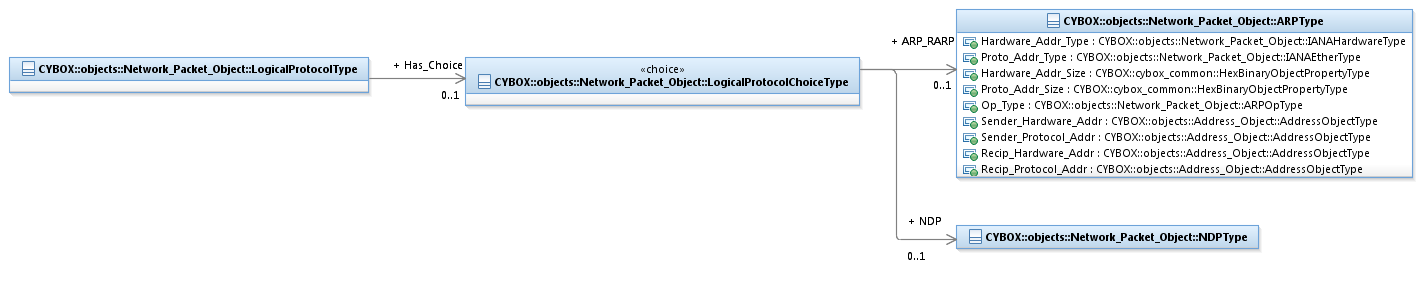 CYBOX::objects::Network_Packet_Object::LogicalProtocolType
+ Has_Choice
0..1
«choice»
CYBOX::objects::Network_Packet_Object::LogicalProtocolChoiceType
+ ARP_RARP
0..1
CYBOX::objects::Network_Packet_Object::ARPType
Hardware_Addr_Type : CYBOX::objects::Network_Packet_Object::IANAHardwareType
Proto_Addr_Type : CYBOX::objects::Network_Packet_Object::IANAEtherType
Hardware_Addr_Size : CYBOX::cybox_common::HexBinaryObjectPropertyType
Proto_Addr_Size : CYBOX::cybox_common::HexBinaryObjectPropertyType
Op_Type : CYBOX::objects::Network_Packet_Object::ARPOpType
Sender_Hardware_Addr : CYBOX::objects::Address_Object::AddressObjectType
Sender_Protocol_Addr : CYBOX::objects::Address_Object::AddressObjectType
Recip_Hardware_Addr : CYBOX::objects::Address_Object::AddressObjectType
Recip_Protocol_Addr : CYBOX::objects::Address_Object::AddressObjectType
+ NDP
0..1
CYBOX::objects::Network_Packet_Object::NDPType